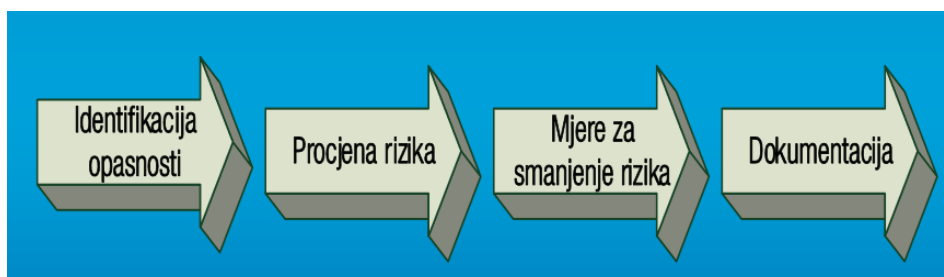 Identifikacija
opasnosti
Procjena rizika
Mjere za
smanjenje rizika
Dokumentacija